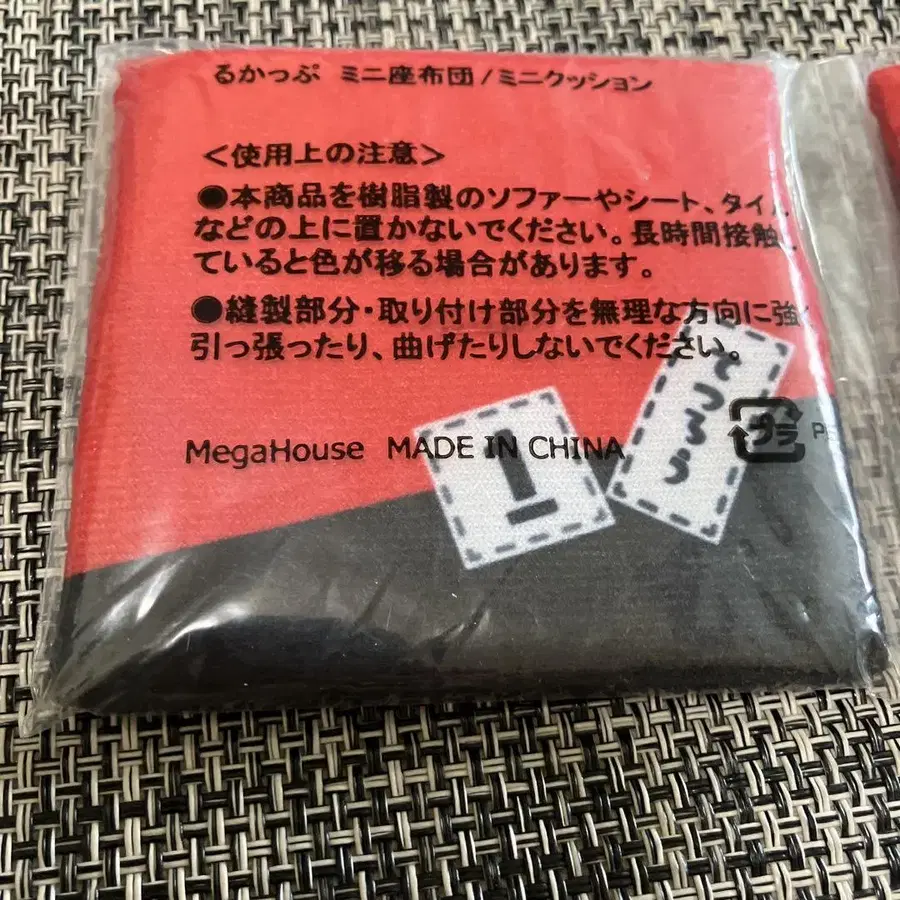 るかっぷ ミニ座布団/ミニクッション
<使用上の注意>
●本商品を樹脂製のソファーやシート、タイル
などの上に置かないでください。長時間接触し
ていると色が移る場合があります。
●縫製部分・取り付け部分を無理な方向に強く
引っ張ったり、曲げたりしないでください。
MegaHouse MADE IN CHINA
プラ
てつろう
1